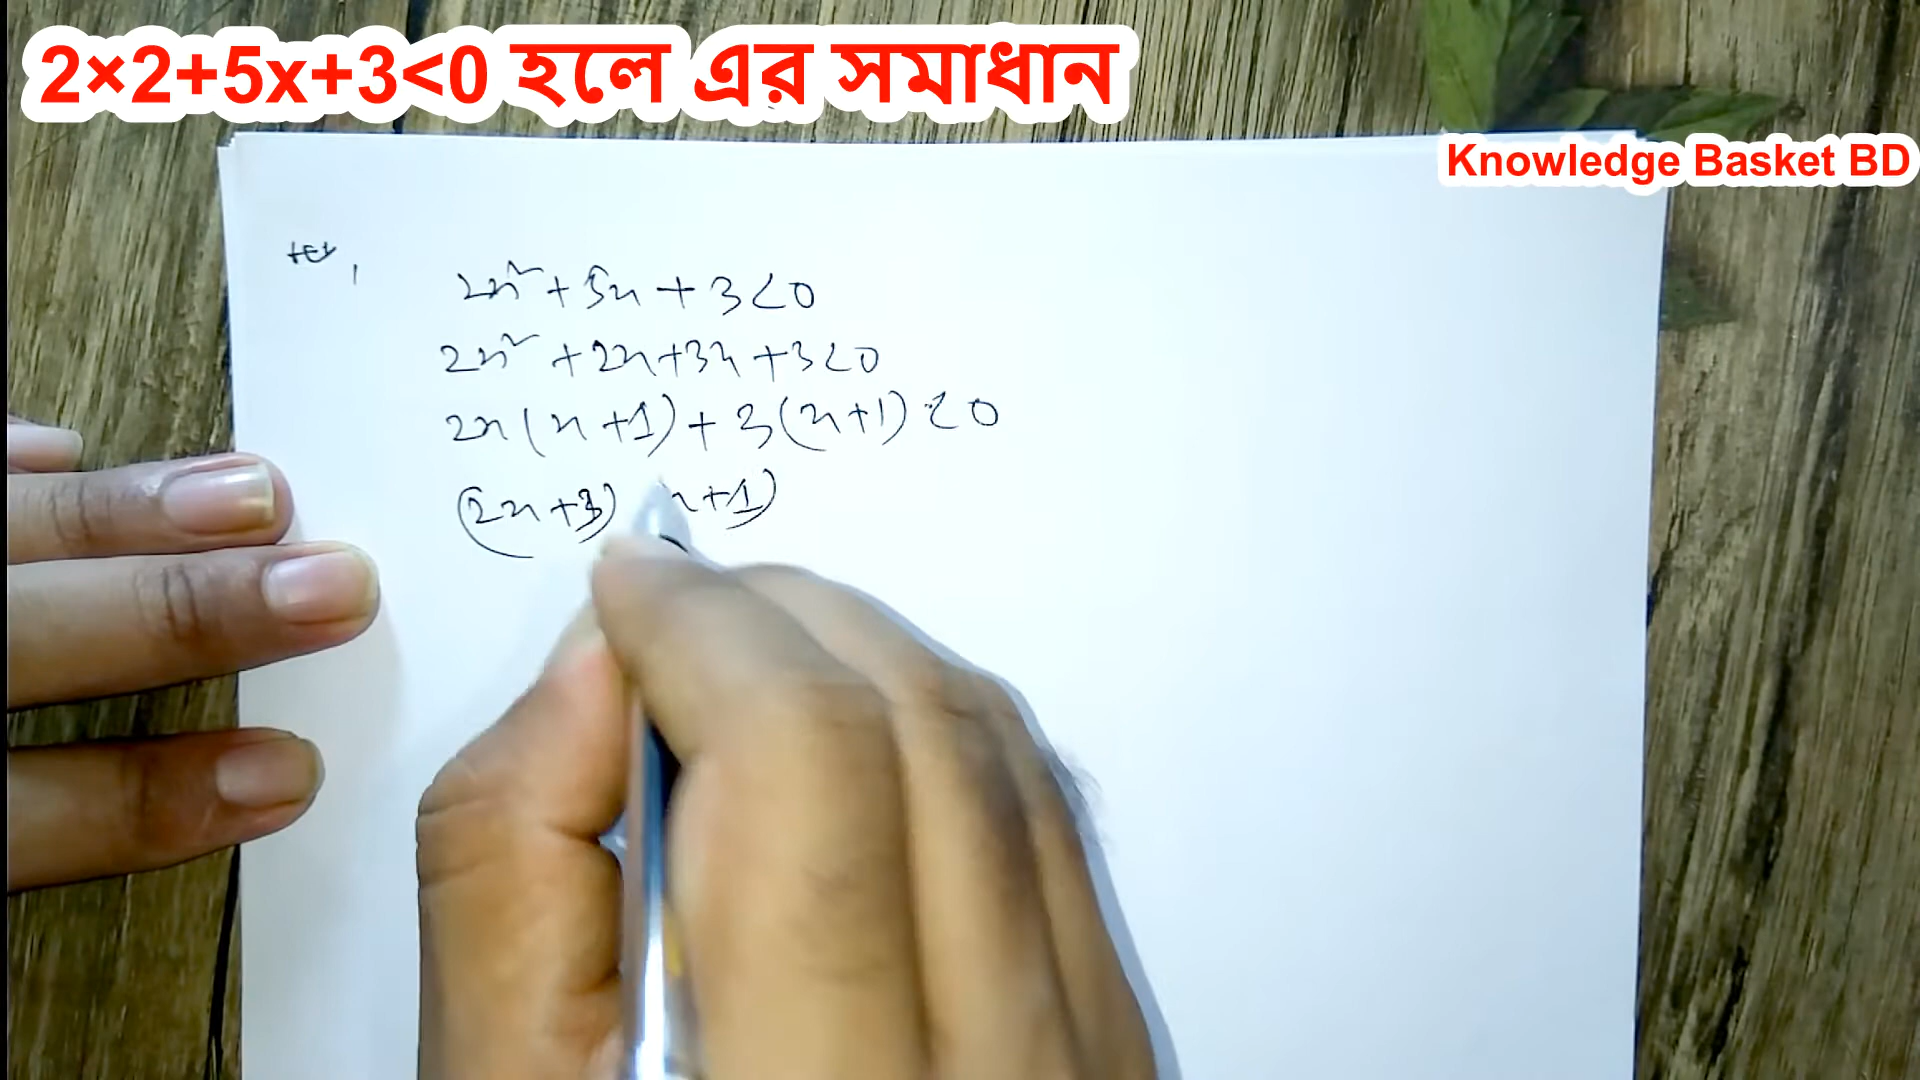 2×2+5x+3<0 হলে এর সমাধান
Knowledge Basket BD
2x²+5x+3<0
2x²+2x+3x+3<0
2x(x+1)+3(x+1)<0
(2x+3) x+1)